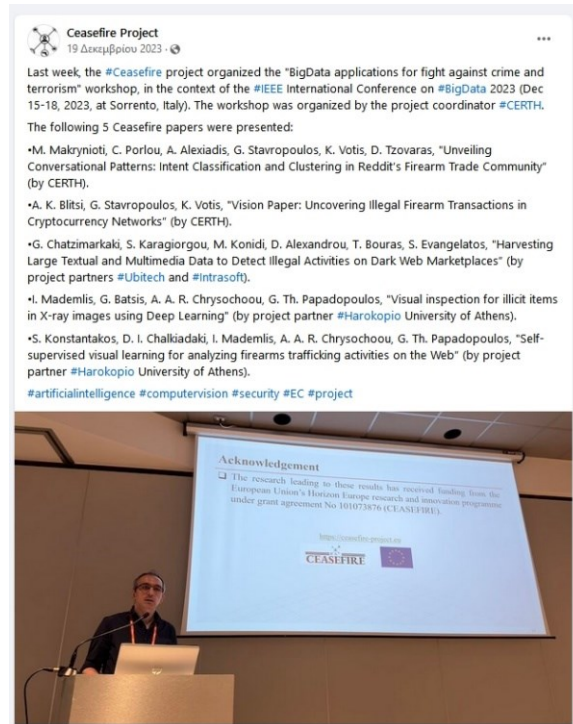 Ceasefire Project
19 Δεκεμβρίου 2023
Last week, the #Ceasefire project organized the "BigData applications for fight against crime and
terrorism" workshop, in the context of the #IEEE International Conference on #BigData 2023 (Dec
15-18, 2023, at Sorrento, Italy). The workshop was organized by the project coordinator #CERTH.
The following 5 Ceasefire papers were presented:
•M. Makrynioti, C. Porlou, A. Alexiadis, G. Stavropoulos, K. Votis, D. Tzovaras, "Unveiling
Conversational Patterns: Intent Classification and Clustering in Reddit's Firearm Trade Community"
(by CERTH).
•A. K. Blitsi, G. Stavropoulos, K. Votis, "Vision Paper: Uncovering Illegal Firearm Transactions in
Cryptocurrency Networks" (by CERTH).
•G. Chatzimarkaki, S. Karagiorgou, M. Konidi, D. Alexandrou, T. Bouras, S. Evangelatos, "Harvesting
Large Textual and Multimedia Data to Detect Illegal Activities on Dark Web Marketplaces" (by
project partners #Ubitech and #Intrasoft).
•I. Mademlis, G. Batsis, A. A. R. Chrysochoou, G. Th. Papadopoulos, "Visual inspection for illicit items
in X-ray images using Deep Learning" (by project partner #Harokopio University of Athens).
•S. Konstantakos, D. I. Chalkiadaki, I. Mademlis, A. A. R. Chrysochoou, G. Th. Papadopoulos, "Self-
supervised visual learning for analyzing firearms trafficking activities on the Web" (by project
partner #Harokopio University of Athens).
#artificialintelligence #computervision #security #EC #project
Acknowledgement
The research leading to these results has received funding from the
European Union's Horizon Europe research and innovation programme
under grant agreement No 101073876 (CEASEFIRE).
https://ceasefire-project.eu
CEASEFIRE